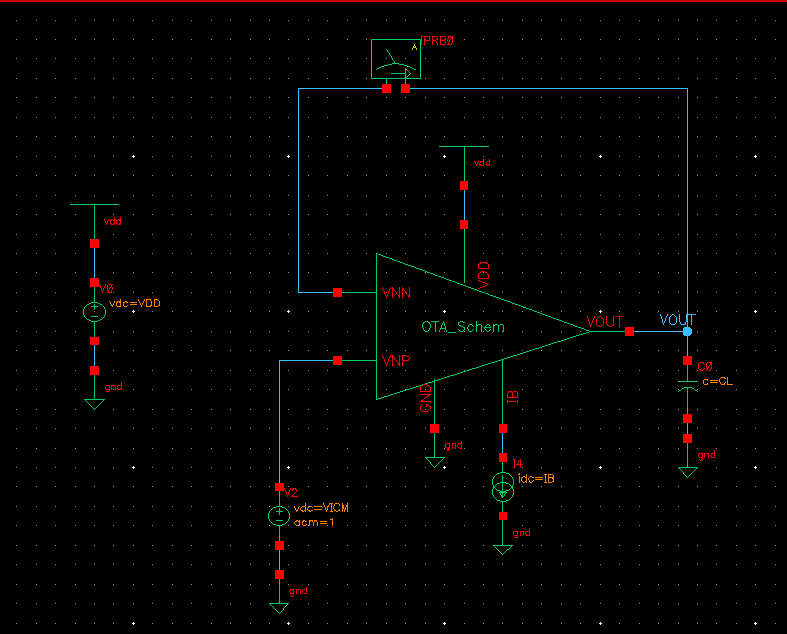 A
IPRB0
vdd
VDD
VNN
OTA_Schem
VOUT
VOUT
VNP
GND
IB
gnd
vdd
V0
vdc=VDD
gnd
C0
c=CL
gnd
I4
idc=IB
gnd
V2
vdc=VICM
acm=1
gnd